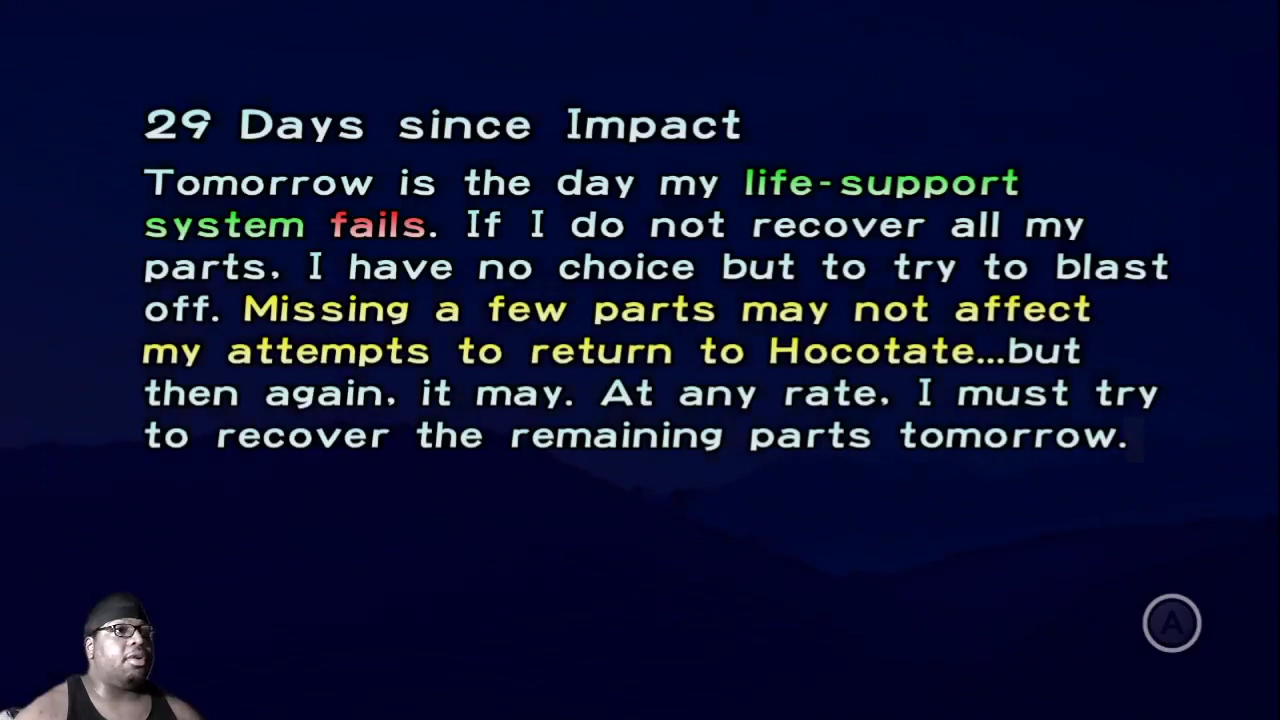 29 Days since Impact
Tomorrow is the day my life-support
system fails. If I do not recover all my
parts, I have no choice but to try to blast
off. Missing a few parts may not affect
my attempts to return to Hocotate...but
then again, it may. At any rate, I must try
to recover the remaining parts tomorrow.
A